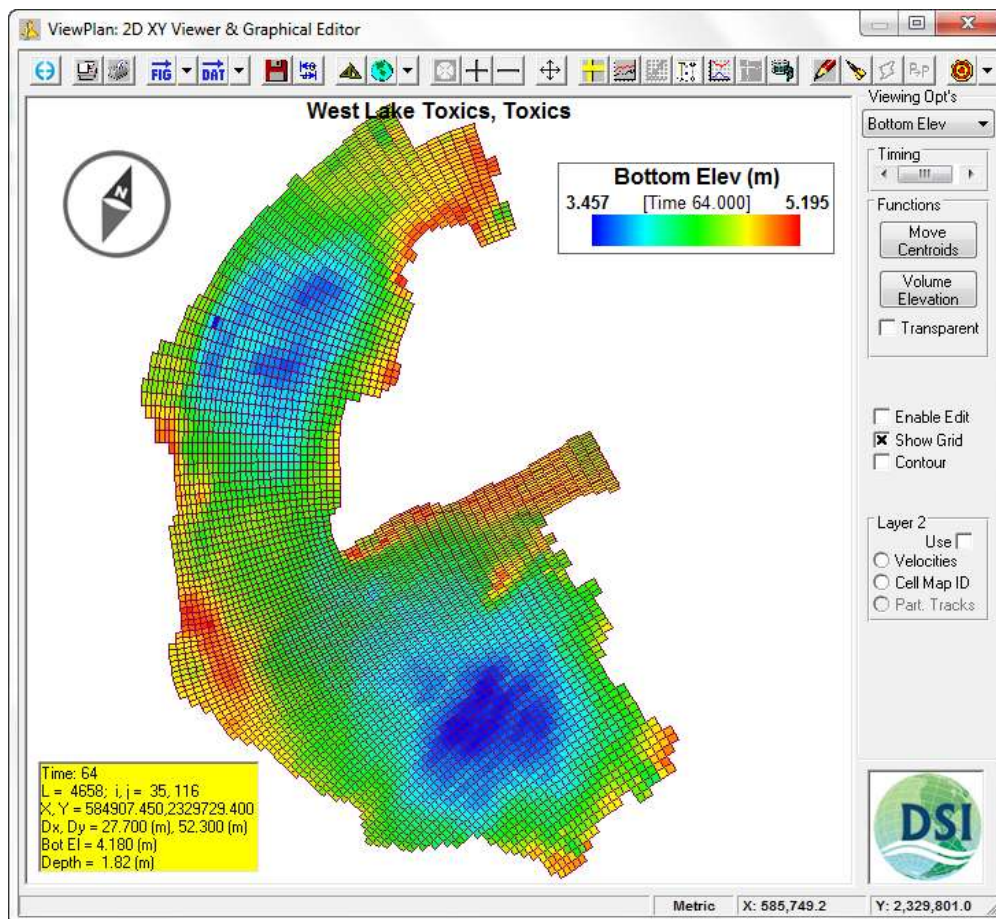 ViewPlan: 2D XY Viewer & Graphical Editor
FIG
DAT
West Lake Toxics, Toxics
N
Bottom Elev (m)
3.457 [Time 64.000] 5.195
Viewing Opt's
Bottom Elev
Timing
Functions
Move
Centroids
Volume
Elevation
Transparent
Enable Edit
Show Grid
Contour
Layer 2
Use
Velocities
Cell Map ID
Part. Tracks
Time: 64
L = 4658; i, j = 35, 116
X, Y = 584907.450,2329729.400
Dx, Dy = 27.700 (m), 52.300 (m)
Bot El = 4.180 (m)
Depth = 1.82 (m)
DSI
Metric X: 585,749.2 Y: 2,329,801.0